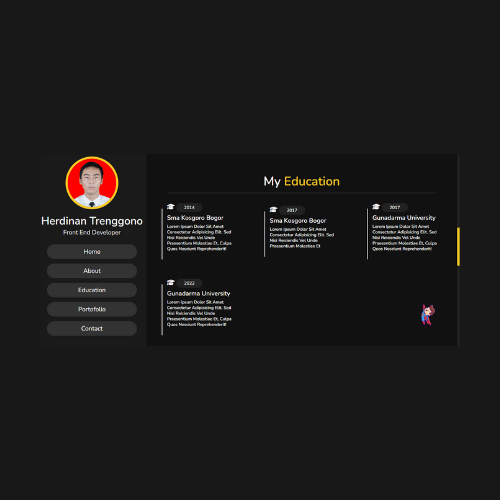 Herdinan Trenggono
Front End Developer
Home
About
Education
Portofolio
Contact
My Education
2014
Sma Kosgoro Bogor
Lorem Ipsum Dolor Sit Amet
Consectetur Adipisicing Elit. Sed
Nisi Reiciendis Vel Unde
Praesentium Molestiae Et, Culpa
Quos Nesciunt Reprehenderit!
2017
Sma Kosgoro Bogor
Lorem Ipsum Dolor Sit Amet
Consectetur Adipisicing Elit. Sed
Nisi Reiciendis Vel Unde
Praesentium Molestiae Et
2017
Gunadarma University
Lorem Ipsum Dolor Sit Amet
Consectetur Adipisicing Elit. Sed
Nisi Reiciendis Vel Unde
Praesentium Molestiae Et, Culpa
Quos Nesciunt Reprehenderit!
2022
Gunadarma University
Lorem Ipsum Dolor Sit Amet
Consectetur Adipisicing Elit. Sed
Nisi Reiciendis Vel Unde
Praesentium Molestiae Et, Culpa
Quos Nesciunt Reprehenderit!